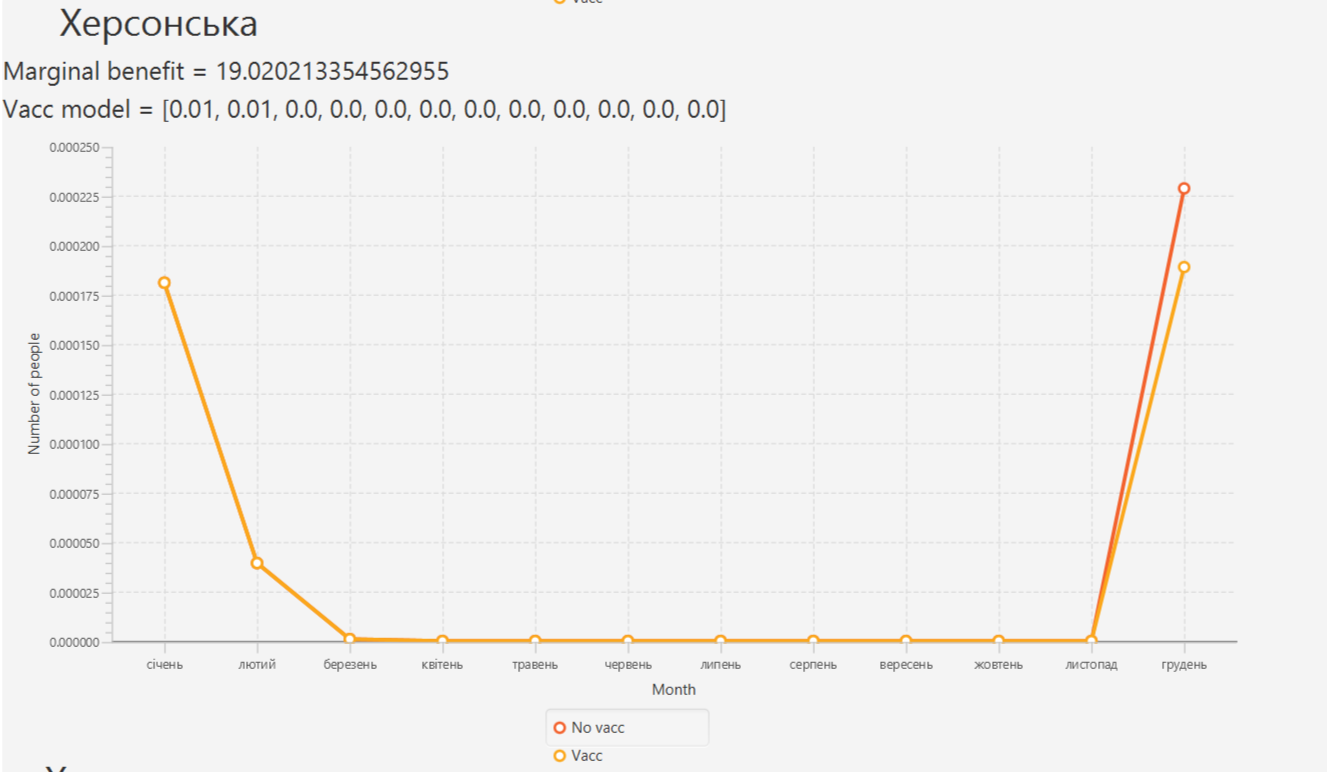 Vacc
Херсонська
Marginal benefit = 19.020213354562955
Vacc model = [0.01, 0.01, 0.0, 0.0, 0.0, 0.0, 0.0, 0.0, 0.0, 0.0, 0.0, 0.0]
0.000250
0.000225
0.000200
0.000175
0.000150
0.000125
0.000100
0.000075
0.000050
0.000025
0.000000
Number of people
січень лютий березень квітень травень червень липень серпень вересень жовтень листопад грудень
Month
No vacc
Vacc